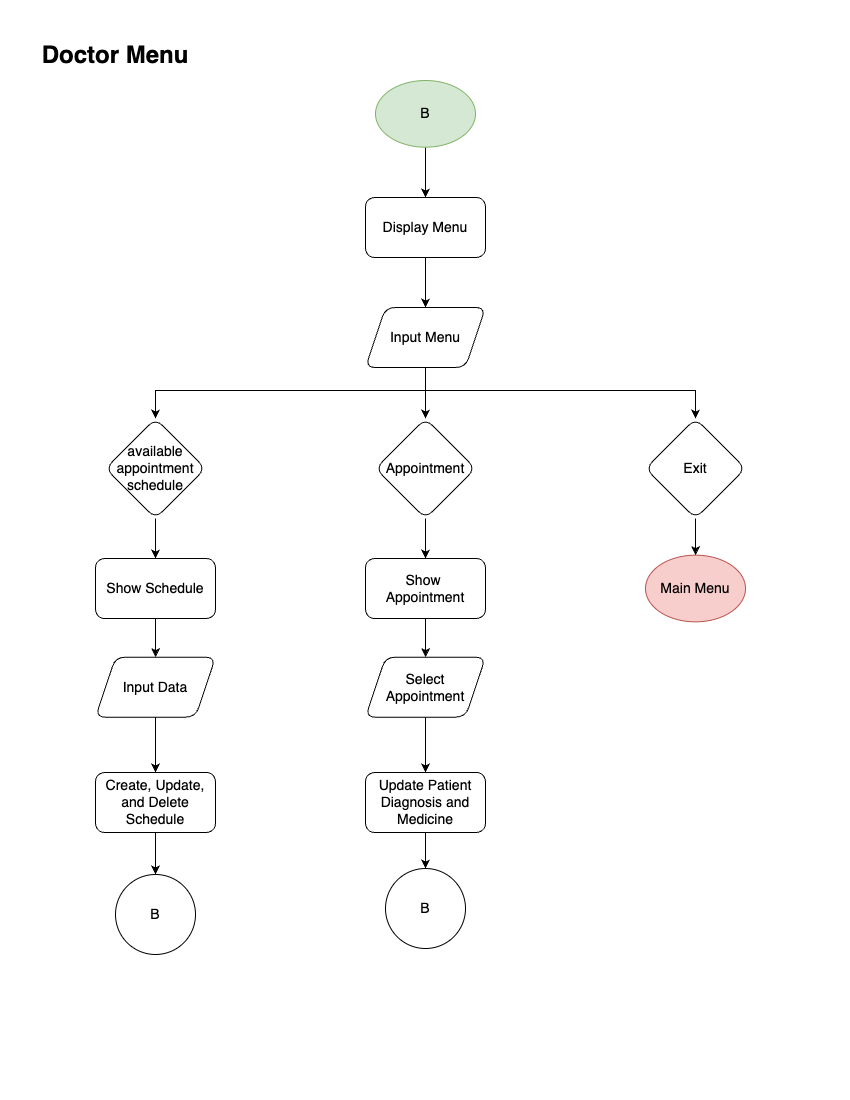 Doctor Menu
B
Display Menu
Input Menu
available
appointment
schedule
Appointment
Exit
Show Schedule
Show
Appointment
Main Menu
Input Data
Select
Appointment
Create, Update,
and Delete
Schedule
Update Patient
Diagnosis and
Medicine
B
B